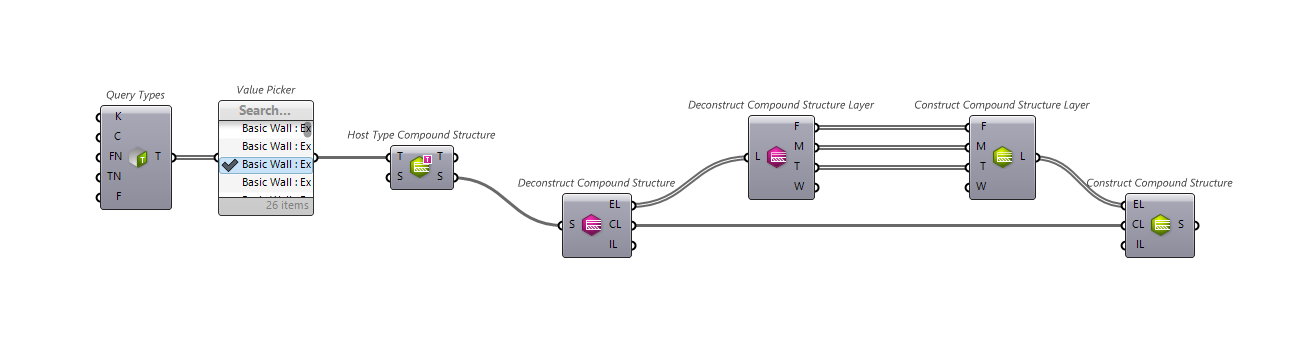 Query Types
K
C
FN
TN
F
T
Value Picker
Search...
Basic Wall : Ex
Basic Wall : Ex
Basic Wall : Ex
Basic Wall : Ex
26 items
Host Type Compound Structure
T T
S S
Deconstruct Compound Structure
S
EL
CL
IL
Deconstruct Compound Structure Layer
L
F
M
T
W
Construct Compound Structure Layer
F
M
T
W
L
Construct Compound Structure
EL
CL
IL
S